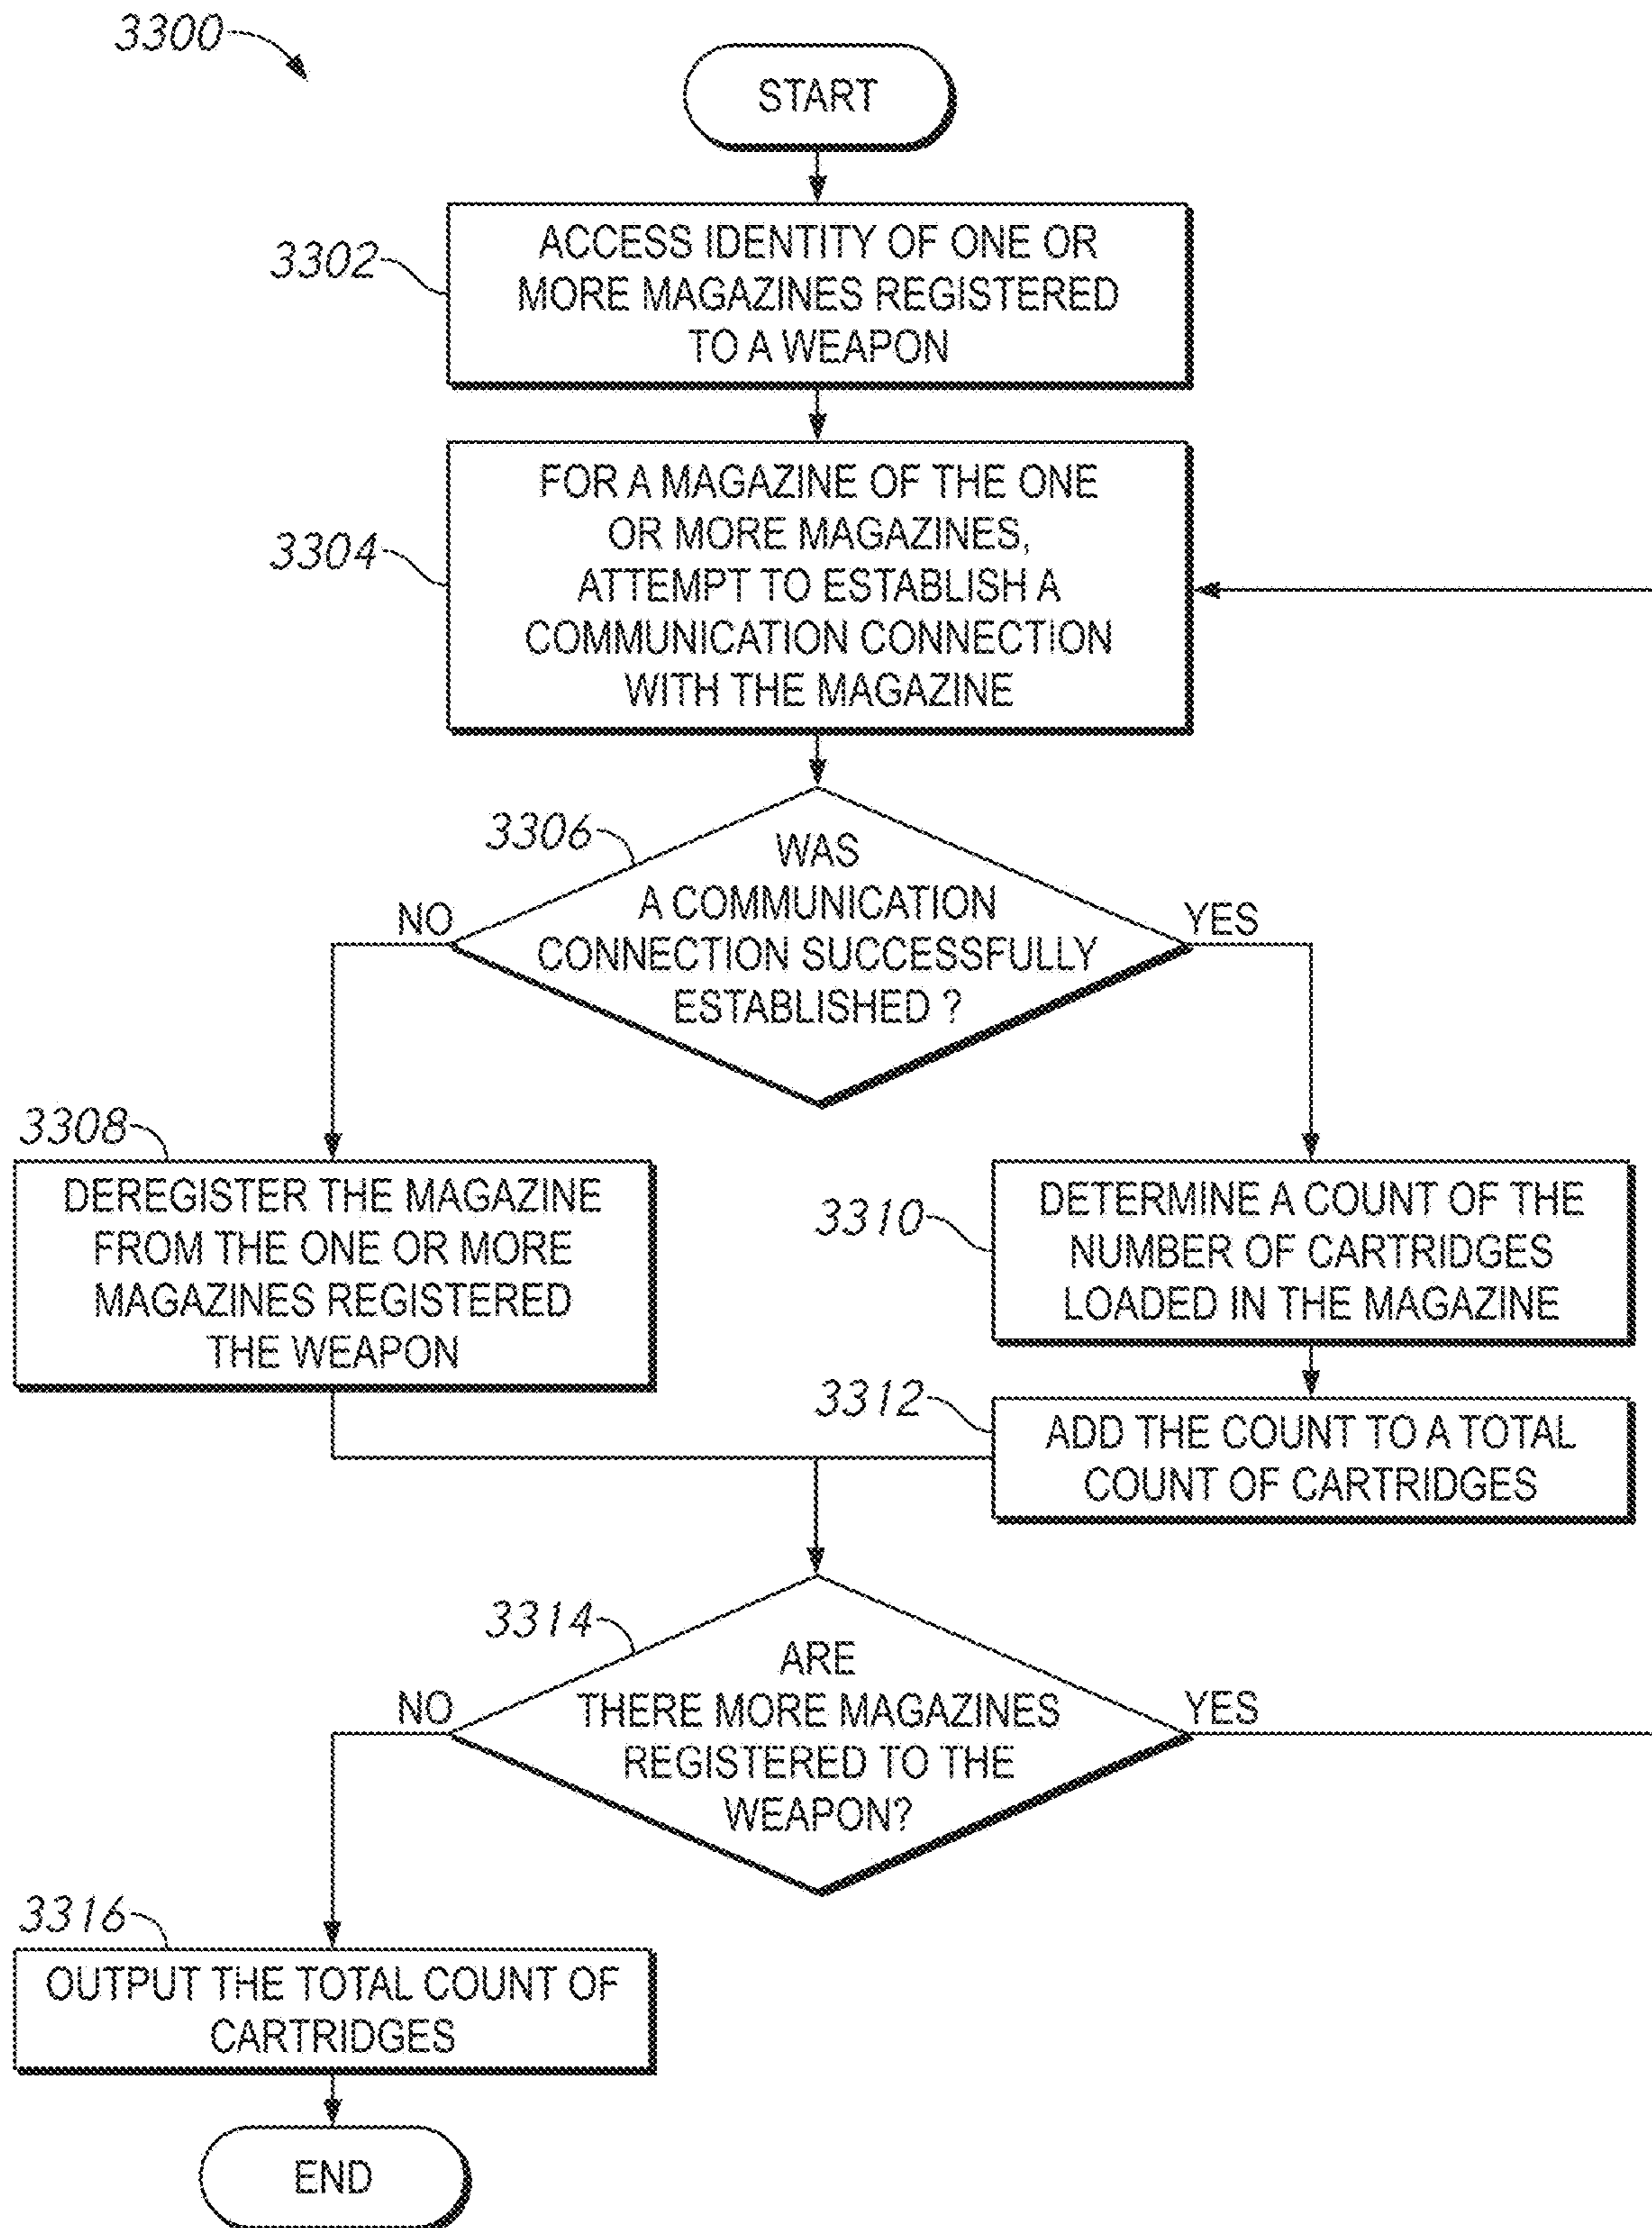 3300
START
3302
ACCESS IDENTITY OF ONE OR
MORE MAGAZINES REGISTERED
TO A WEAPON
3304
FOR A MAGAZINE OF THE ONE
OR MORE MAGAZINES,
ATTEMPT TO ESTABLISH A
COMMUNICATION CONNECTION
WITH THE MAGAZINE
3306
WAS
A COMMUNICATION
CONNECTION SUCCESSFULLY
ESTABLISHED ?
NO
YES
3308
DEREGISTER THE MAGAZINE
FROM THE ONE OR MORE
MAGAZINES REGISTERED
THE WEAPON
3310
DETERMINE A COUNT OF THE
NUMBER OF CARTRIDGES
LOADED IN THE MAGAZINE
3312
ADD THE COUNT TO A TOTAL
COUNT OF CARTRIDGES
3314
ARE
THERE MORE MAGAZINES
REGISTERED TO THE
WEAPON?
NO
YES
3316
OUTPUT THE TOTAL COUNT OF
CARTRIDGES
END